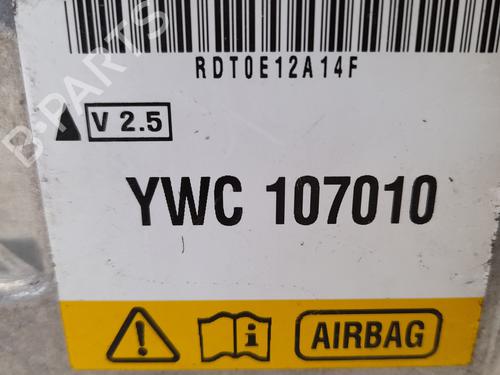 RDT0E12A14F
V 2.5
YWC 107010
AIRBAG
B-PARTS